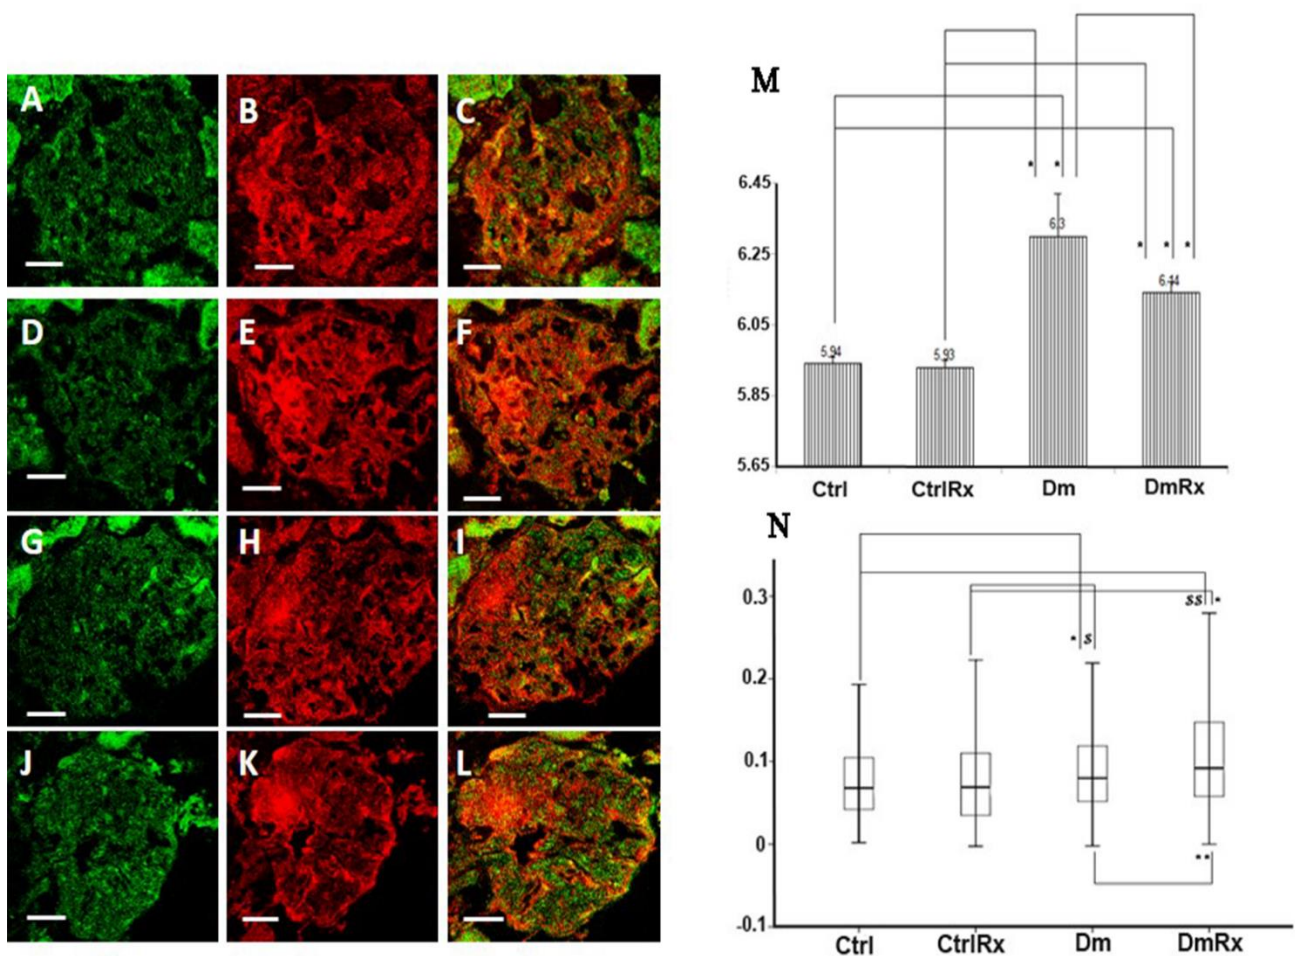 A
B
C
D
E
F
G
H
I
J
K
L
M
6.45
6.25
6.05
5.85
5.65
* *
* * *
5.94
5.93
6.3
6.14
Ctrl CtrlRx Dm DmRx
N
0.3
0.2
0.1
0
-0.1
* s
ss *
**
Ctrl CtrlRx Dm DmRx